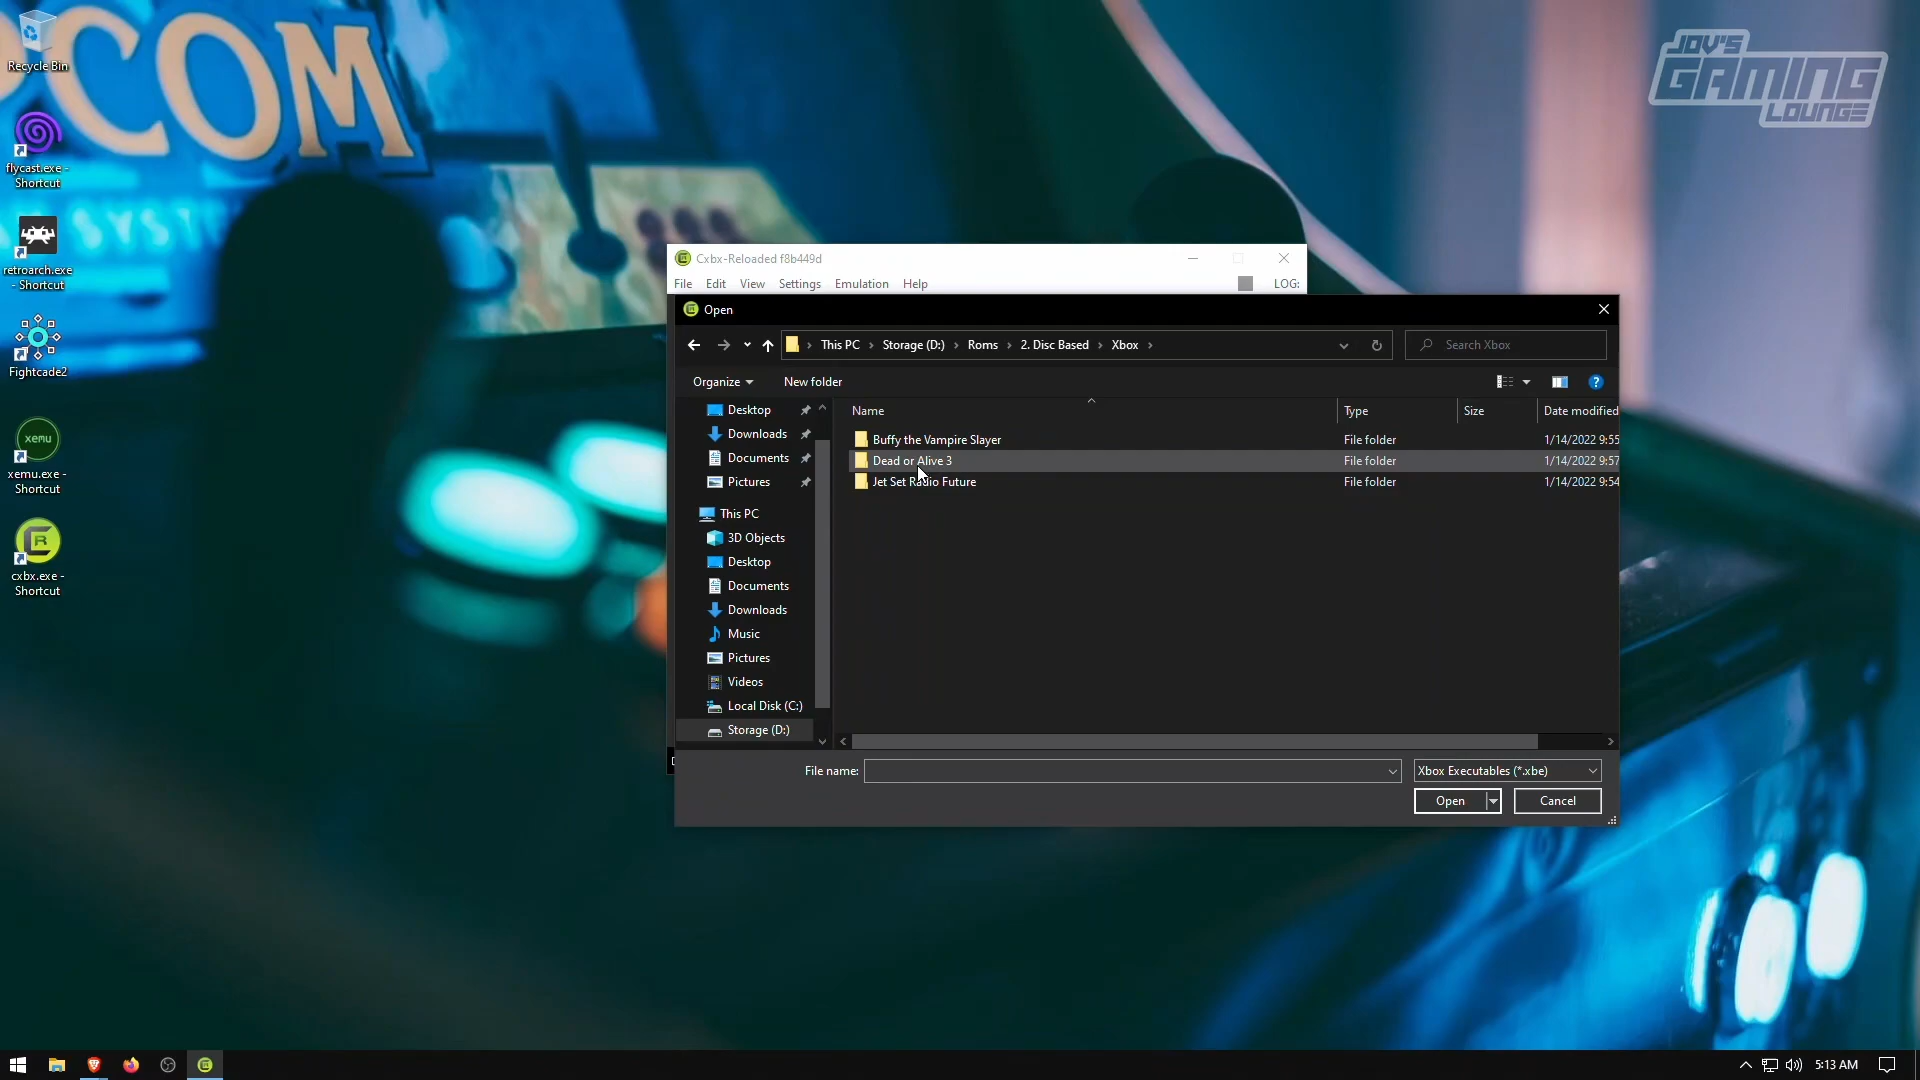 PCOM
SYST
JOV'S
GAMING
LOUNGE
Recycle Bin
flycast.exe -
Shortcut
retroarch.exe
- Shortcut
Fightcade2
xemu
xemu.exe -
Shortcut
cxbx.exe -
Shortcut
Cxbx-Reloaded f8b449d
File Edit View Settings Emulation Help LOG:
Open
This PC › Storage (D:) › Roms › 2. Disc Based › Xbox ›
Search Xbox
Organize New folder
Name Type Size Date modified
Buffy the Vampire Slayer File folder 1/14/2022 9:55
Dead or Alive 3 File folder 1/14/2022 9:57
Jet Set Radio Future File folder 1/14/2022 9:54
Desktop
Downloads
Documents
Pictures
This PC
3D Objects
Desktop
Documents
Downloads
Music
Pictures
Videos
Local Disk (C:)
Storage (D:)
File name: Xbox Executables (*.xbe)
Open Cancel
5:13 AM